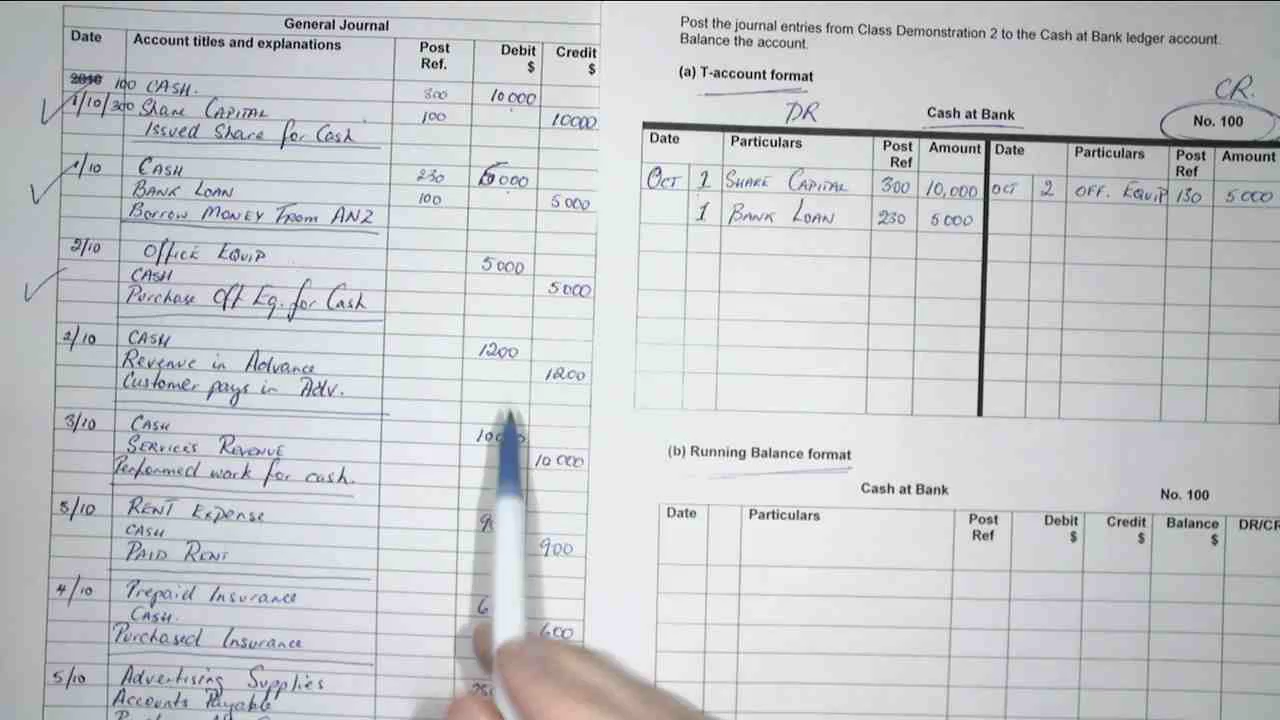 General Journal
Date Account titles and explanations Post Ref. Debit $ Credit $
2010 100 CASH. 300 10000
1/10/300 Share CAPITAL 100 10000
Issued Share for Cash
1/10 CASH 230 5000
BANK LOAN 100 5000
Borrow MONEY From ANZ
2/10 Office EQUIP 5000
CASH 5000
Purchase Off Eq. for Cash
2/10 CASH 1200
Revenue in Advance 1200
Customer pays in Adv.
3/10 CASH
SERVICES REVENUE 10 000
Performed work for cash.
5/10 RENT Expense
CASH 900
PAID RENT
4/10 Prepaid Insurance
CASH. 600
Purchased Insurance
5/10 Advertising Supplies
Accounts Payable
Post the journal entries from Class Demonstration 2 to the Cash at Bank ledger account.
Balance the account.
(a) T-account format
DR Cash at Bank CR.
No. 100
Date Particulars Post Ref Amount Date Particulars Post Ref Amount
OCT 1 SHARE CAPITAL 300 10,000 OCT 2 OFF. EQUIP 130 5000
1 BANK LOAN 230 5000
(b) Running Balance format
Cash at Bank No. 100
Date Particulars Post Ref Debit $ Credit $ Balance $ DR/CR